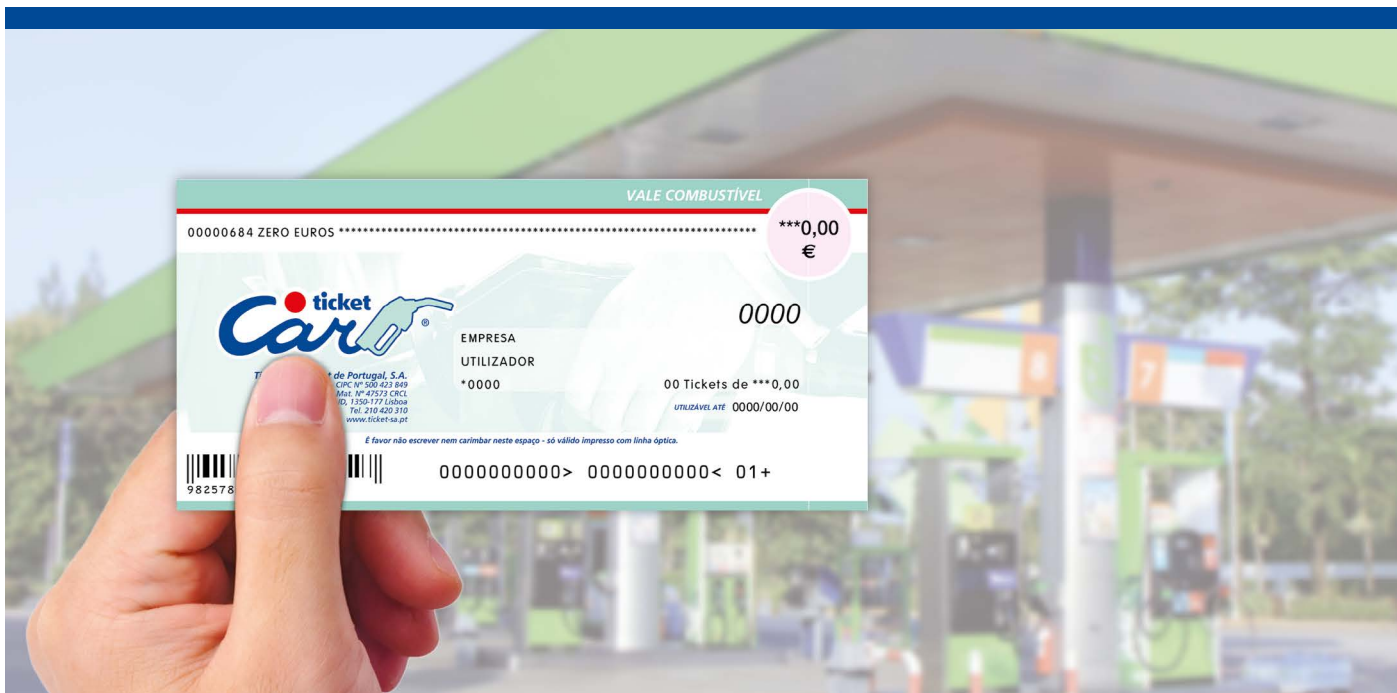 VALE COMBUSTÍVEL
00000684 ZERO EUROS **********************************************************************
***0,00
€
ticket
Car
®
0000
EMPRESA
UTILIZADOR
*0000
00 Tickets de ***0,00
UTILIZÁVEL ATÉ 0000/00/00
de Portugal, S.A.
CIPC Nº 500 423 849
Mat. Nº 47573 CRCL
1350-177 Lisboa
Tel. 210 420 310
www.ticket-sa.pt
É favor não escrever nem carimbar neste espaço - só válido impresso com linha óptica.
982578
0000000000> 0000000000< 01+
8
7